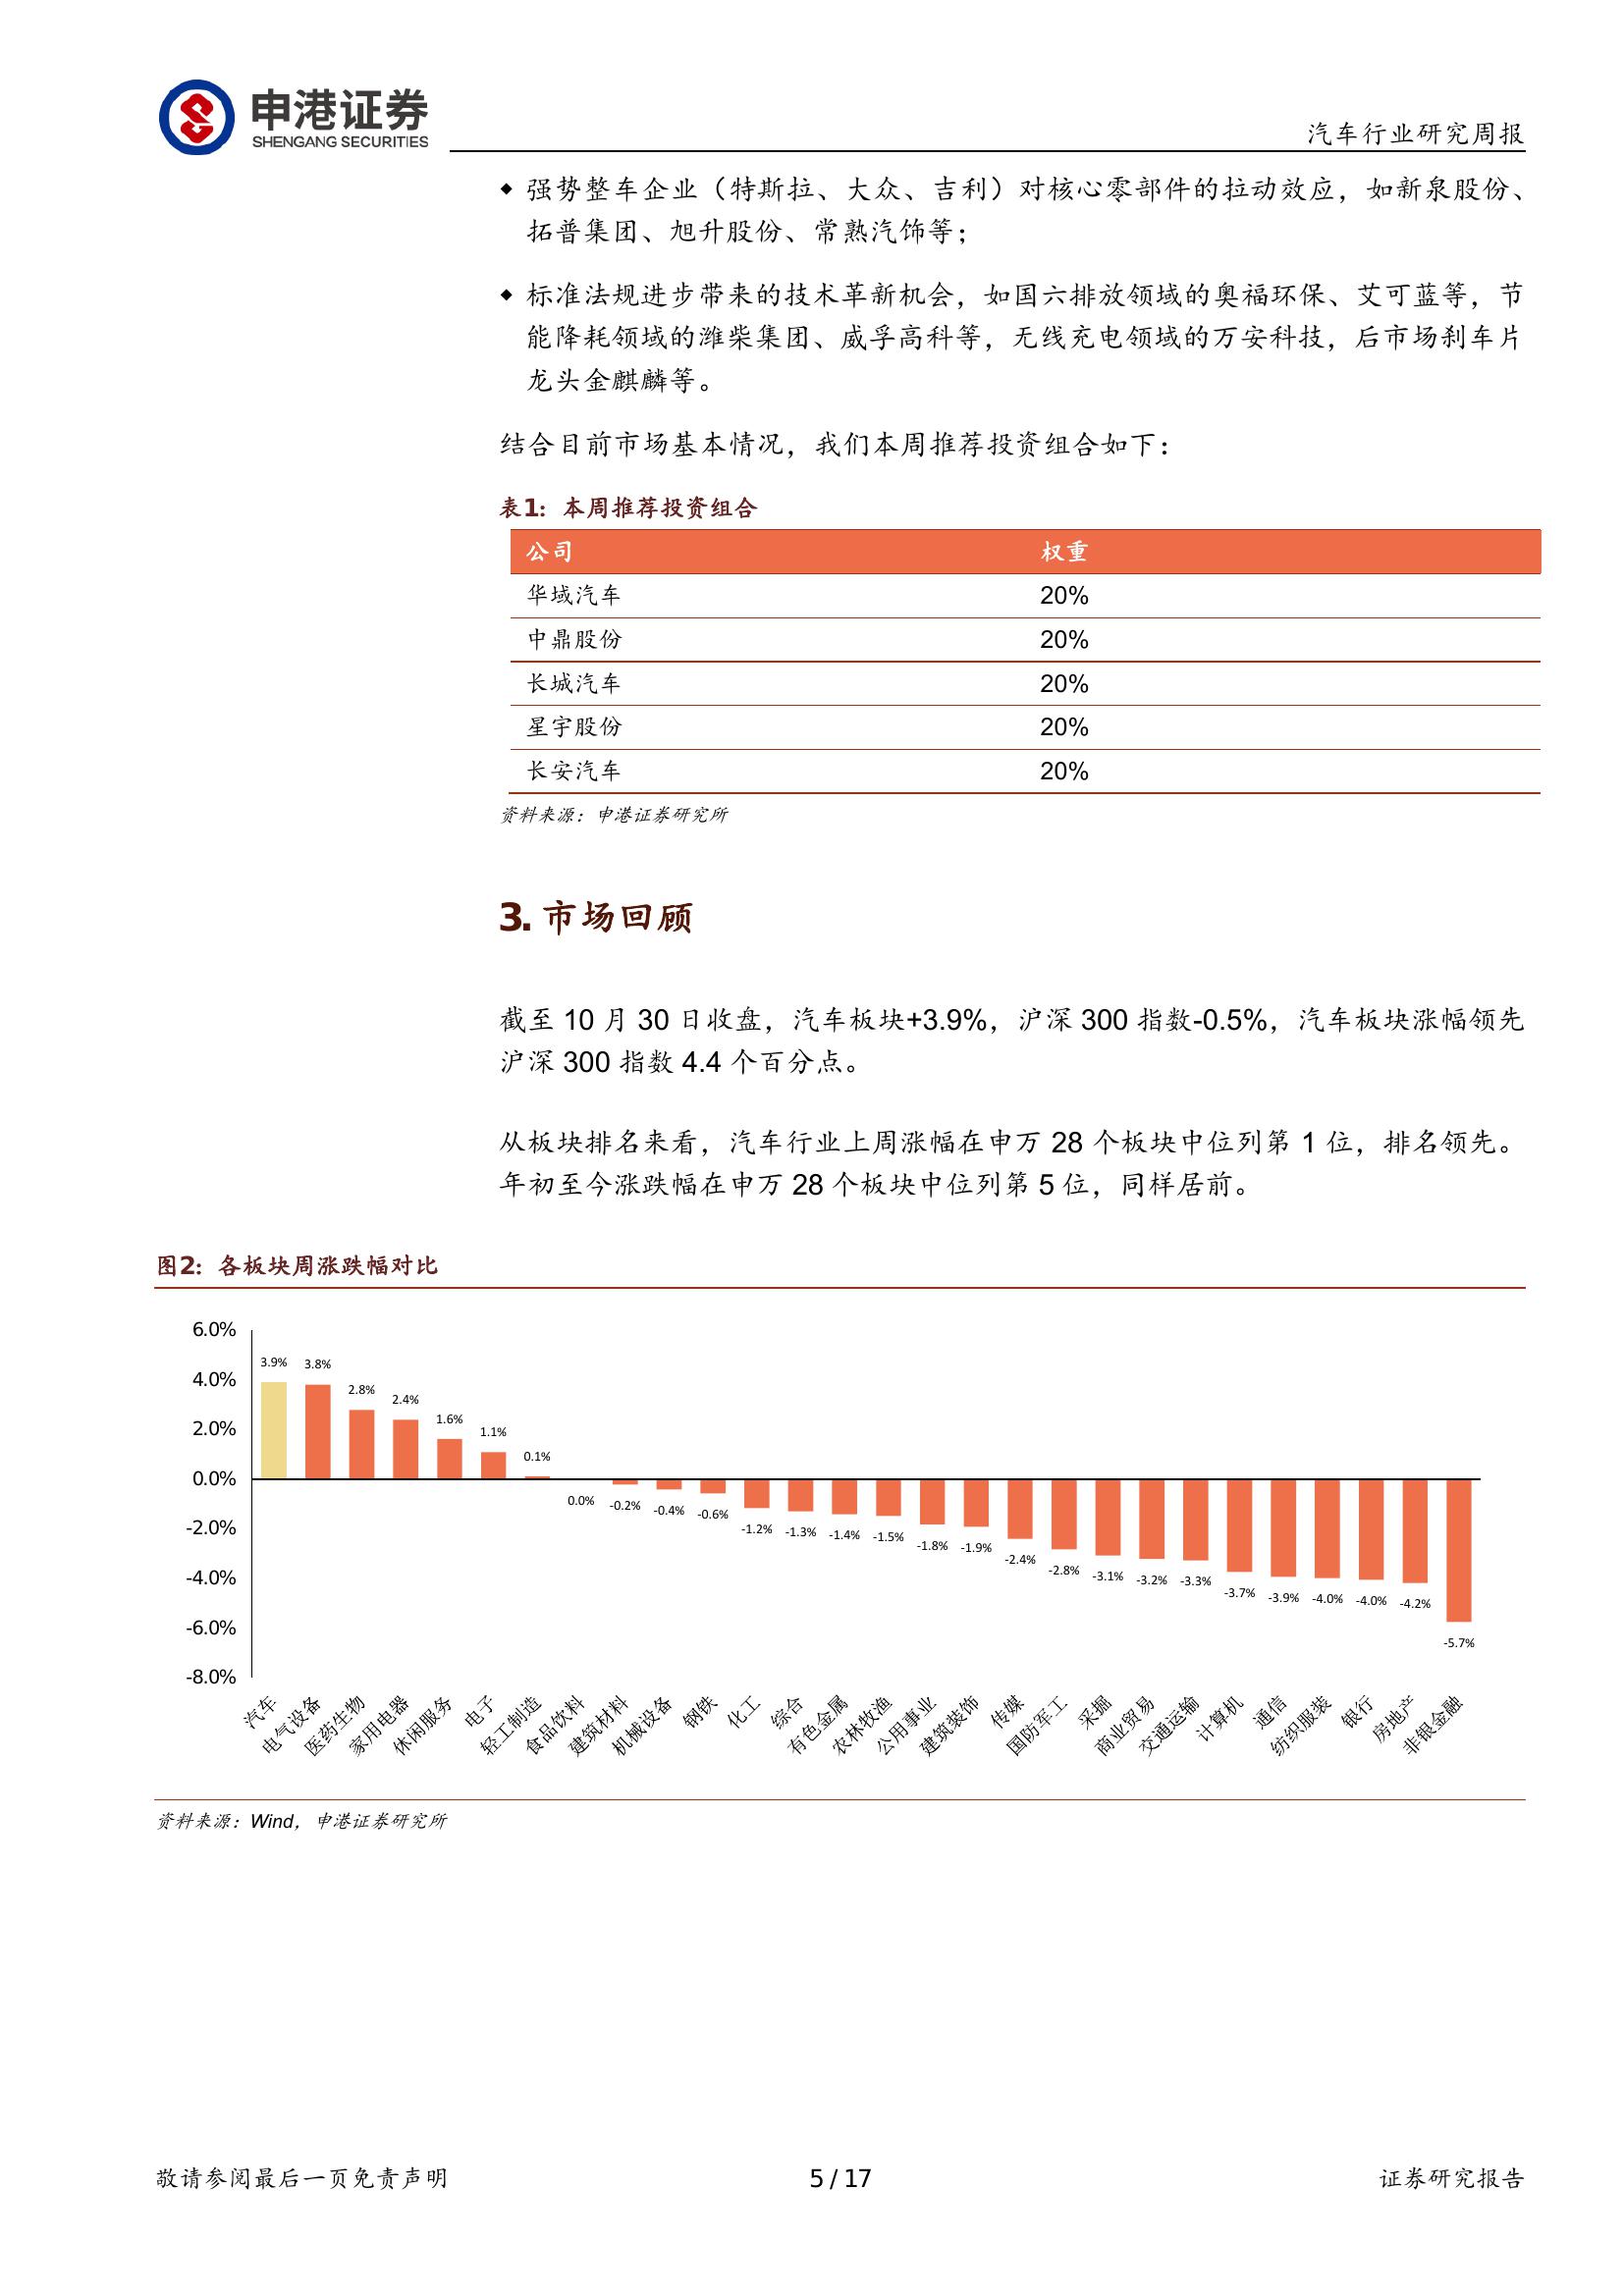 申港证券
SHENGANG SECURITIES
汽车行业研究周报
◆ 强势整车企业（特斯拉、大众、吉利）对核心零部件的拉动效应，如新泉股份、
拓普集团、旭升股份、常熟汽饰等；
◆ 标准法规进步带来的技术革新机会，如国六排放领域的奥福环保、艾可蓝等，节
能降耗领域的潍柴集团、威孚高科等，无线充电领域的万安科技，后市场刹车片
龙头金麒麟等。
结合目前市场基本情况，我们本周推荐投资组合如下：
表1：本周推荐投资组合
公司 权重
华域汽车 20%
中鼎股份 20%
长城汽车 20%
星宇股份 20%
长安汽车 20%
资料来源：申港证券研究所
3. 市场回顾
截至 10 月 30 日收盘，汽车板块+3.9%，沪深 300 指数-0.5%，汽车板块涨幅领先
沪深 300 指数 4.4 个百分点。
从板块排名来看，汽车行业上周涨幅在申万 28 个板块中位列第 1 位，排名领先。
年初至今涨跌幅在申万 28 个板块中位列第 5 位，同样居前。
图2：各板块周涨跌幅对比
6.0%
4.0%
2.0%
0.0%
-2.0%
-4.0%
-6.0%
-8.0%
3.9% 3.8% 2.8% 2.4% 1.6% 1.1% 0.1% 0.0% -0.2% -0.4% -0.6% -1.2% -1.3% -1.4% -1.5% -1.8% -1.9% -2.4% -2.8% -3.1% -3.2% -3.3% -3.7% -3.9% -4.0% -4.0% -4.2% -5.7%
汽车 电气设备 医药生物 家用电器 休闲服务 电子 轻工制造 食品饮料 建筑材料 机械设备 钢铁 化工 综合 有色金属 农林牧渔 公用事业 建筑装饰 传媒 国防军工 采掘 商业贸易 交通运输 计算机 通信 纺织服装 银行 房地产 非银金融
资料来源：Wind，申港证券研究所
敬请参阅最后一页免责声明 5 / 17 证券研究报告